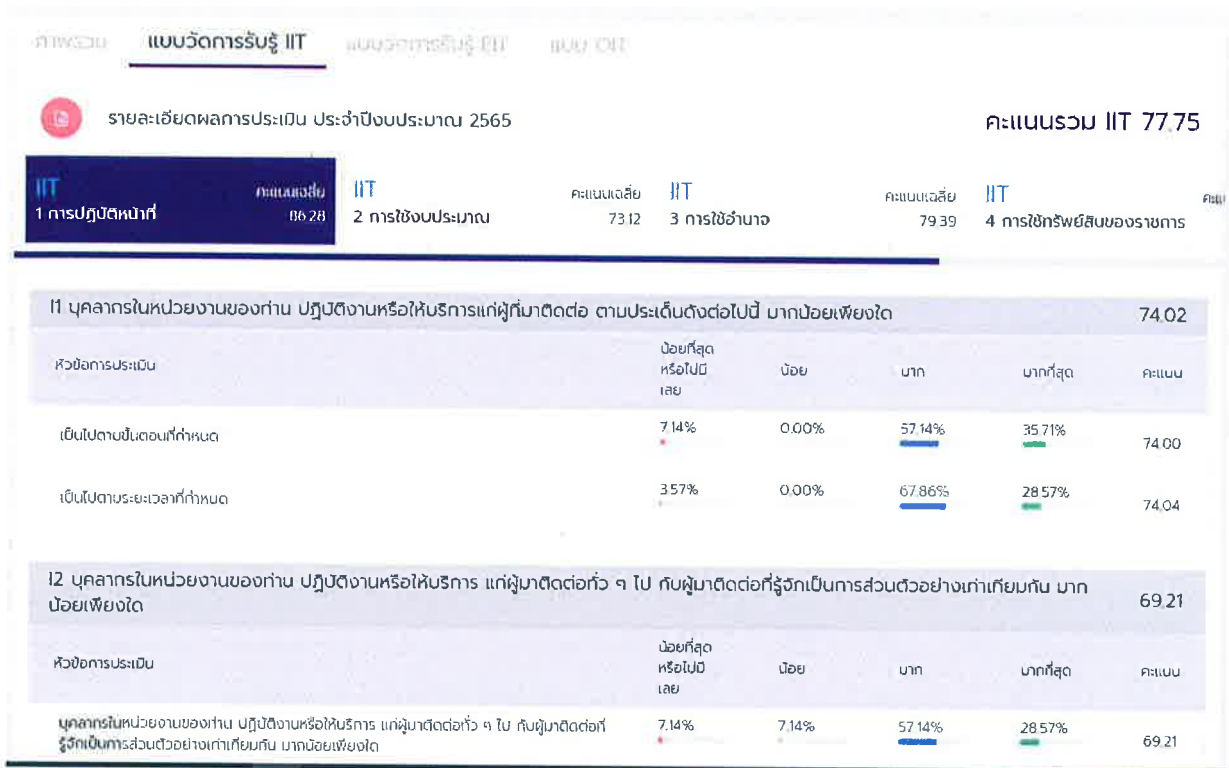 ภาพรวม แบบวัดการรับรู้ IIT แบบวัดการรับรู้ EIT แบบ OIT
รายละเอียดผลการประเมิน ประจำปีงบประมาณ 2565 คะแนนรวม IIT 77.75
IIT คะแนนเฉลี่ย IIT คะแนนเฉลี่ย IIT คะแนนเฉลี่ย IIT
1 การปฏิบัติหน้าที่ 86.28 2 การใช้งบประมาณ 73.12 3 การใช้อำนาจ 79.39 4 การใช้ทรัพย์สินของราชการ
I1 บุคลากรในหน่วยงานของท่าน ปฏิบัติงานหรือให้บริการแก่ผู้ที่มาติดต่อ ตามประเด็นดังต่อไปนี้ มากน้อยเพียงใด 74.02
หัวข้อการประเมิน น้อยที่สุด
หรือไม่มี
เลย น้อย มาก มากที่สุด คะแนน
เป็นไปตามขั้นตอนที่กำหนด 7.14% 0.00% 57.14% 35.71% 74.00
เป็นไปตามระยะเวลาที่กำหนด 3.57% 0.00% 67.86% 28.57% 74.04
I2 บุคลากรในหน่วยงานของท่าน ปฏิบัติงานหรือให้บริการ แก่ผู้มาติดต่อทั่ว ๆ ไป กับผู้มาติดต่อที่รู้จักเป็นการส่วนตัวอย่างเท่าเทียมกัน มาก
น้อยเพียงใด 69.21
หัวข้อการประเมิน น้อยที่สุด
หรือไม่มี
เลย น้อย มาก มากที่สุด คะแนน
บุคลากรในหน่วยงานของท่าน ปฏิบัติงานหรือให้บริการ แก่ผู้มาติดต่อทั่ว ๆ ไป กับผู้มาติดต่อที่ 7.14% 7.14% 57.14% 28.57%
รู้จักเป็นการส่วนตัวอย่างเท่าเทียมกัน มากน้อยเพียงใด 69.21